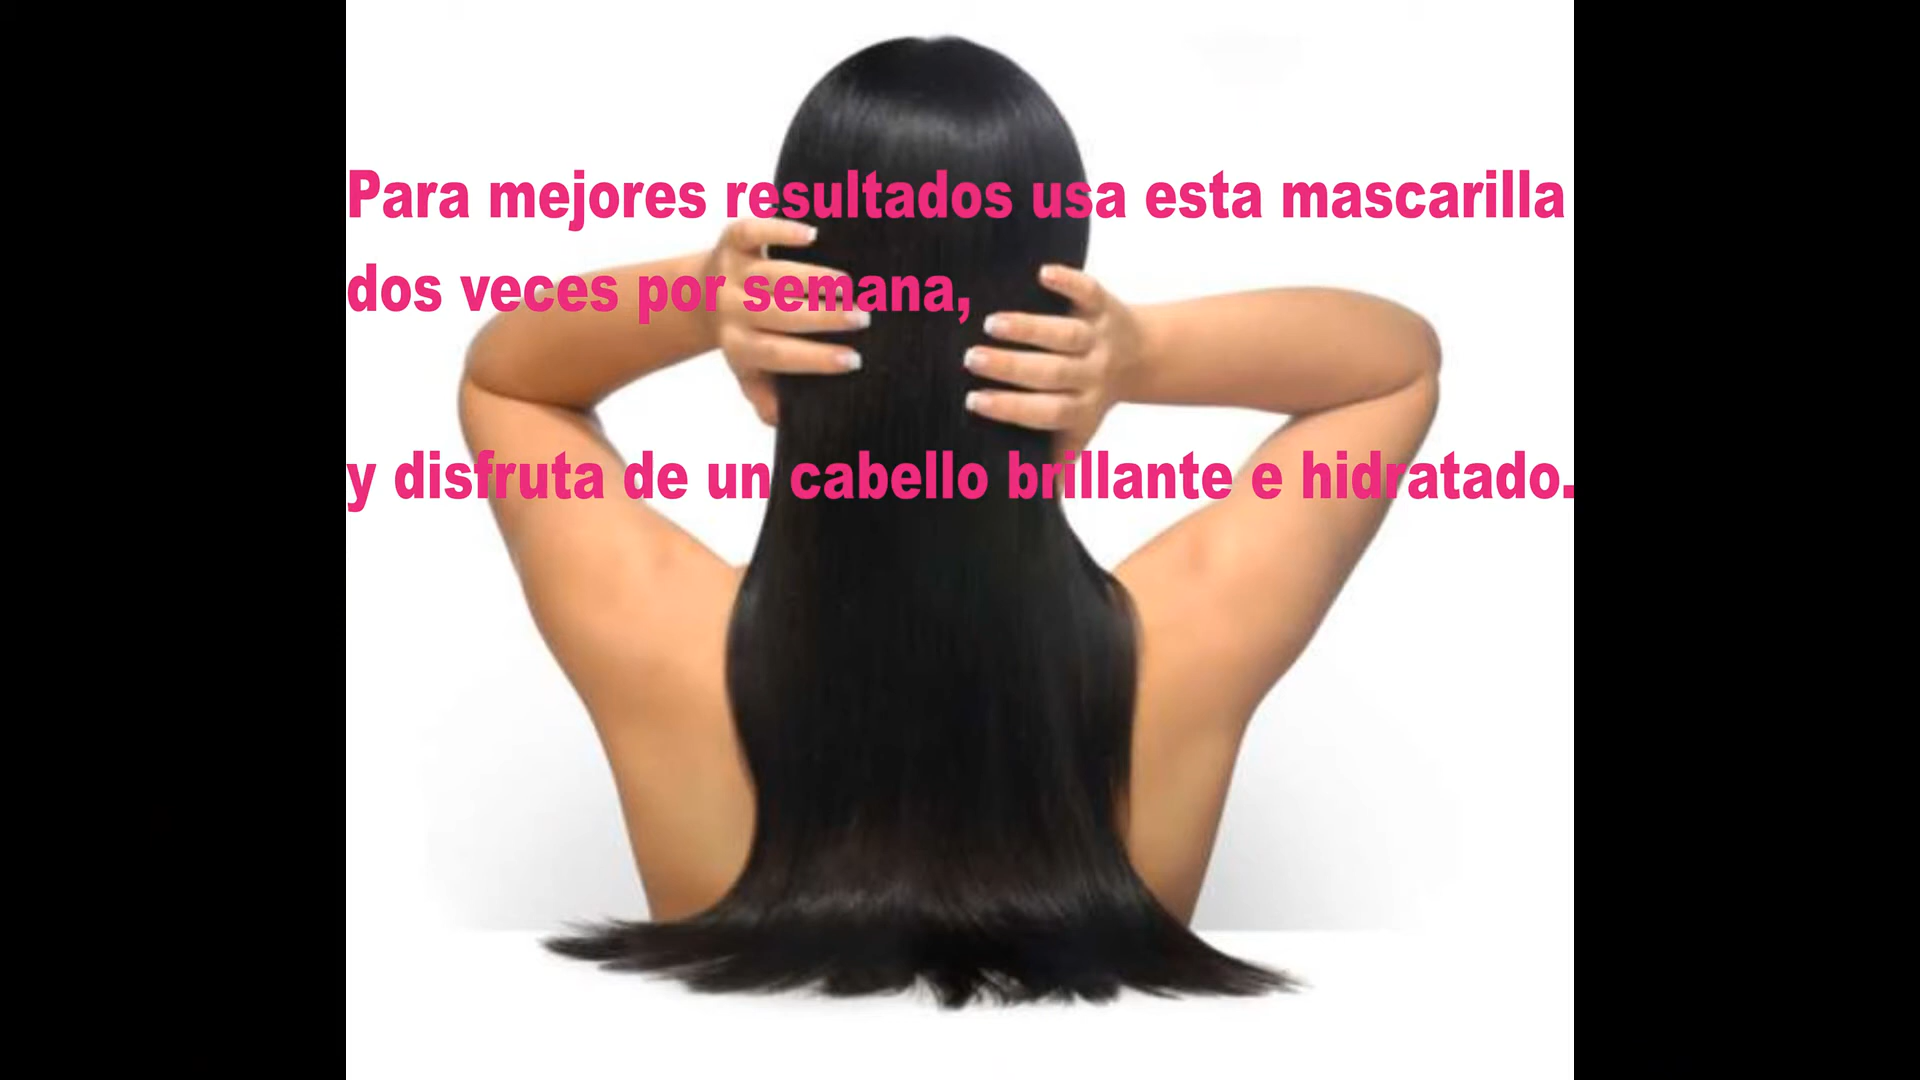 Para mejores resultados usa esta mascarilla
dos veces por semana,
y disfruta de un cabello brillante e hidratado.